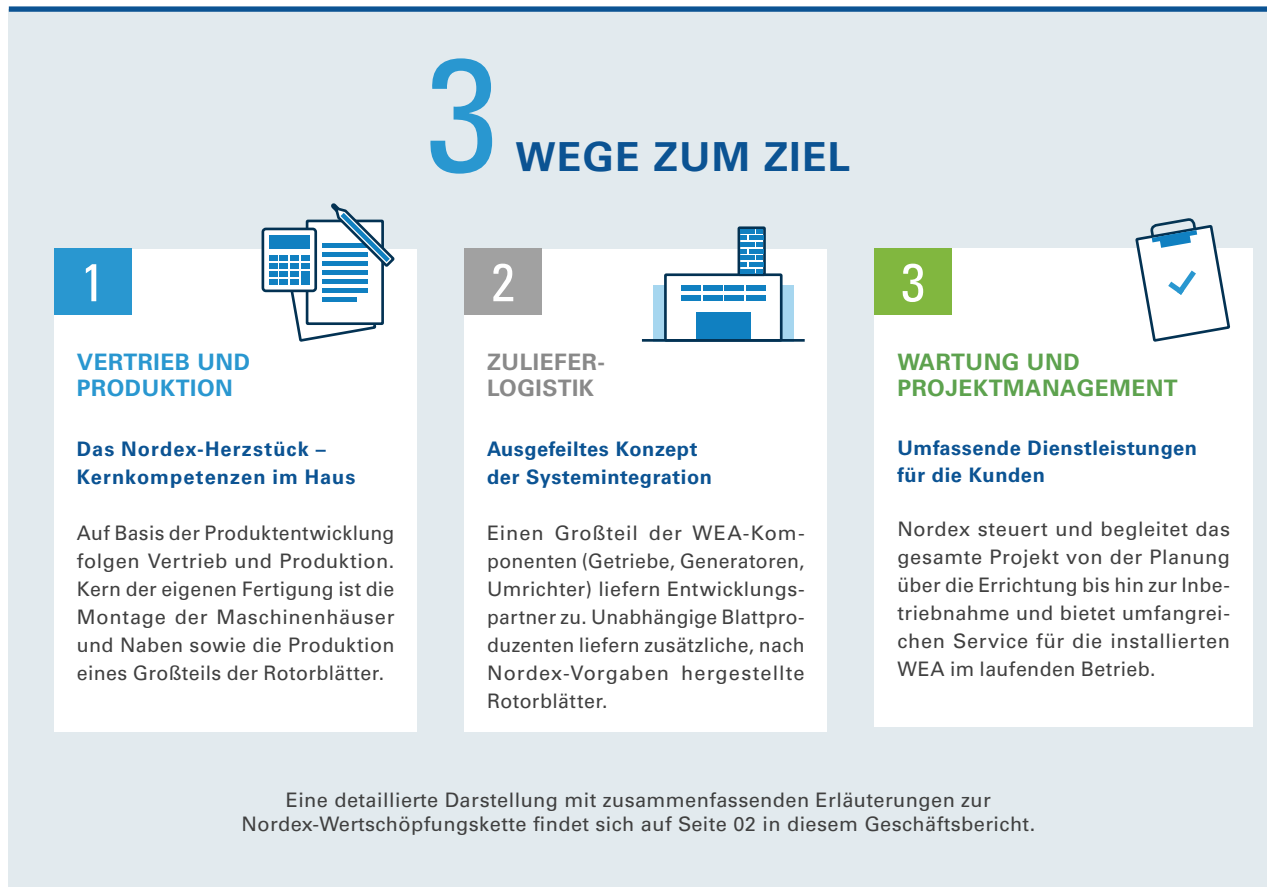 3 WEGE ZUM ZIEL
1
VERTRIEB UND
PRODUKTION
Das Nordex-Herzstück –
Kernkompetenzen im Haus
Auf Basis der Produktentwicklung
folgen Vertrieb und Produktion.
Kern der eigenen Fertigung ist die
Montage der Maschinenhäuser
und Naben sowie die Produktion
eines Großteils der Rotorblätter.
2
ZULIEFER-
LOGISTIK
Ausgefeiltes Konzept
der Systemintegration
Einen Großteil der WEA-Kom-
ponenten (Getriebe, Generatoren,
Umrichter) liefern Entwicklungs-
partner zu. Unabhängige Blattpro-
duzenten liefern zusätzliche, nach
Nordex-Vorgaben hergestellte
Rotorblätter.
3
WARTUNG UND
PROJEKTMANAGEMENT
Umfassende Dienstleistungen
für die Kunden
Nordex steuert und begleitet das
gesamte Projekt von der Planung
über die Errichtung bis hin zur Inbe-
triebnahme und bietet umfangrei-
chen Service für die installierten
WEA im laufenden Betrieb.
Eine detaillierte Darstellung mit zusammenfassenden Erläuterungen zur
Nordex-Wertschöpfungskette findet sich auf Seite 02 in diesem Geschäftsbericht.